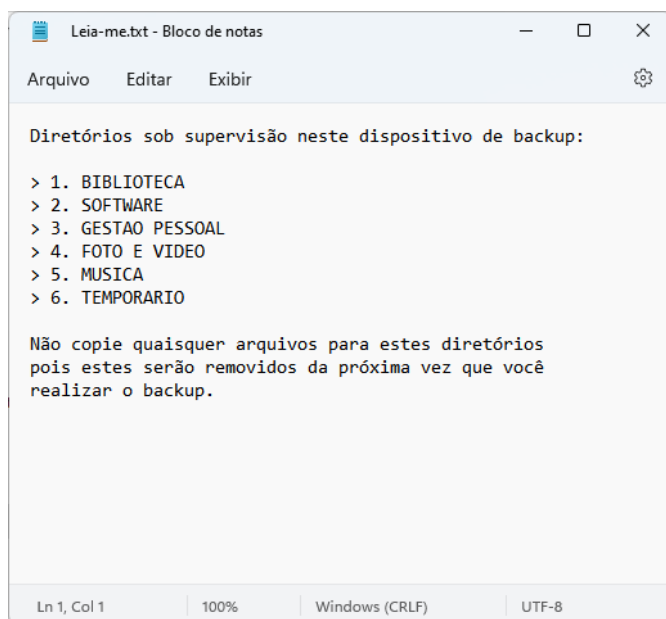 Leia-me.txt - Bloco de notas
Arquivo Editar Exibir
Diretórios sob supervisão neste dispositivo de backup:
> 1. BIBLIOTECA
> 2. SOFTWARE
> 3. GESTAO PESSOAL
> 4. FOTO E VIDEO
> 5. MUSICA
> 6. TEMPORARIO
Não copie quaisquer arquivos para estes diretórios
pois estes serão removidos da próxima vez que você
realizar o backup.
Ln 1, Col 1 100% Windows (CRLF) UTF-8